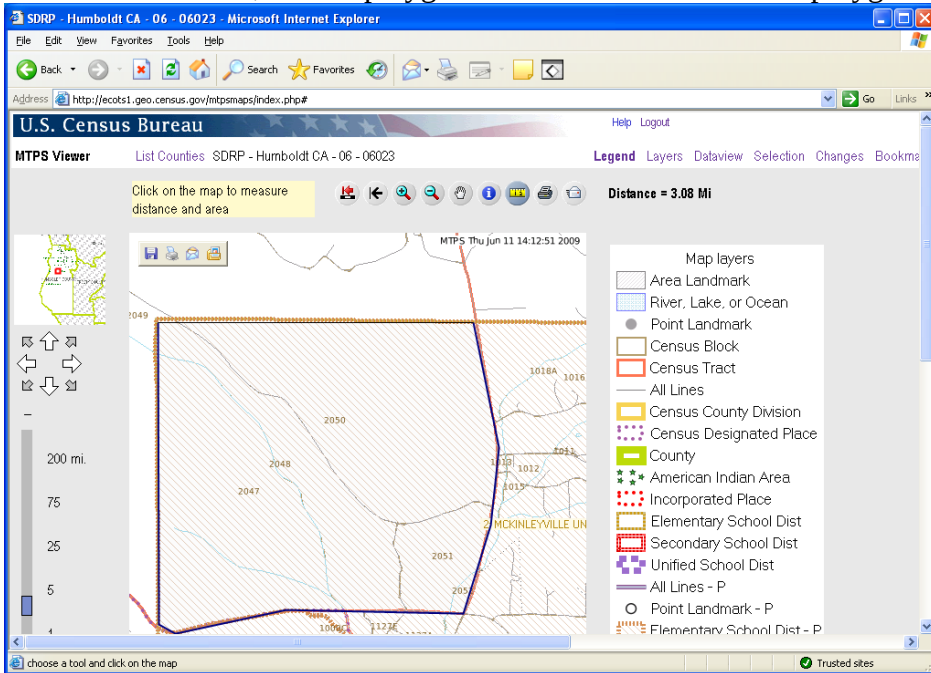 SDRP - Humboldt CA - 06 - 06023 - Microsoft Internet Explorer
File Edit View Favorites Tools Help
Back Search Favorites
Address http://ecots1.geo.census.gov/mtpsmaps/index.php# Go Links »
U.S. Census Bureau Help Logout
MTPS Viewer List Counties SDRP - Humboldt CA - 06 - 06023 Legend Layers Dataview Selection Changes Bookma
Click on the map to measure
distance and area
Distance = 3.08 Mi
MTPS Thu Jun 11 14:12:51 2009
2049
1018A 1016
2050
1011
2048
1013 1012
2047
1015
2 MCKINLEYVILLE UN
2051
205
1127F
200 mi.
75
25
5
1
Map layers
Area Landmark
River, Lake, or Ocean
Point Landmark
Census Block
Census Tract
All Lines
Census County Division
Census Designated Place
County
American Indian Area
Incorporated Place
Elementary School Dist
Secondary School Dist
Unified School Dist
All Lines - P
Point Landmark - P
Elementary School Dist - P
choose a tool and click on the map Trusted sites